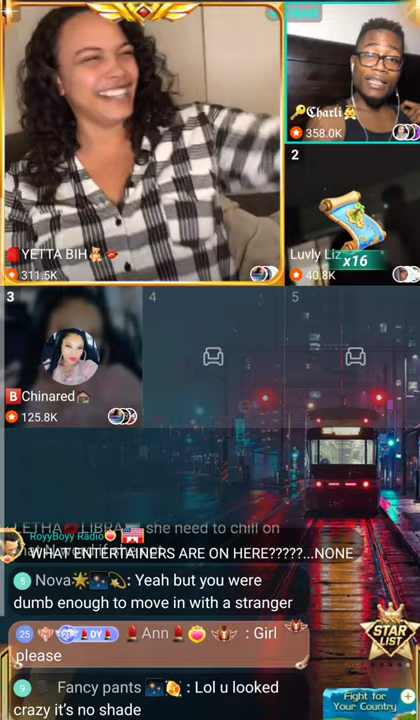 Host
Charli
358.0K
YETTA BIH
311.5K
2
Luvly Liz
x16
40.8K
3
4
5
B Chinared
125.8K
LETHA LIBRA she need to chill on
RoyyBoyy Radio
WHAT ENTERTAINERS ARE ON HERE?????...NONE
5 Nova : Yeah but you were
dumb enough to move in with a stranger
25 DY Ann : Girl
please
9 Fancy pants : Lol u looked
crazy it's no shade
STAR
LIST
Fight for
Your Country